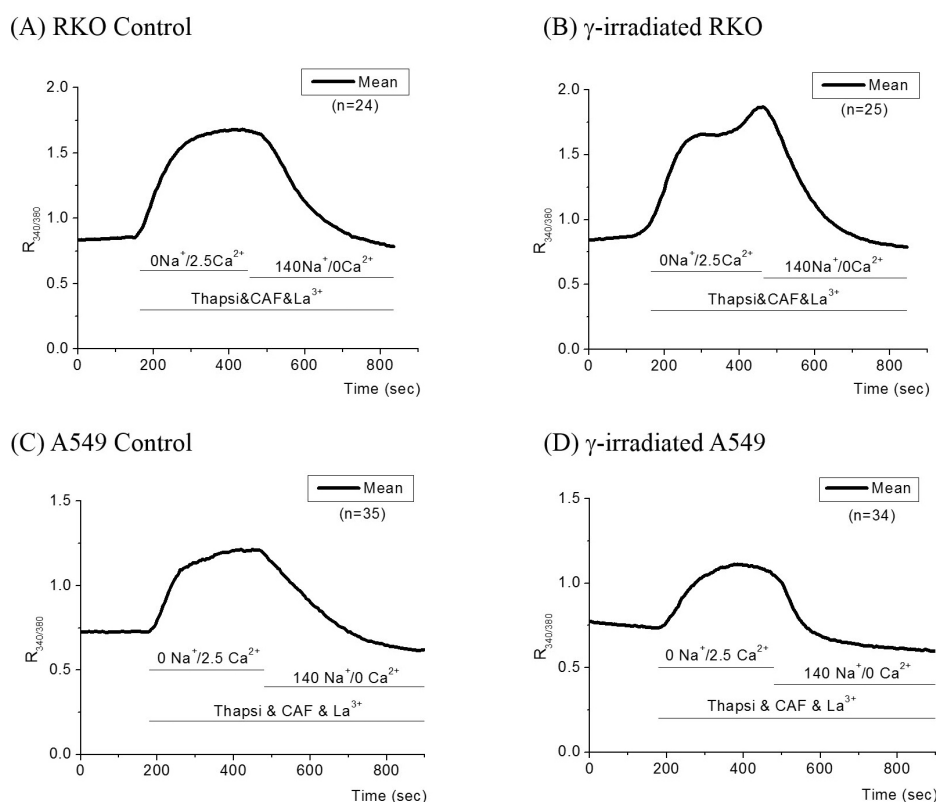 (A) RKO Control
Mean
(n=24)
2.0
1.5
1.0
0.5
0.0
R340/380
0Na⁺/2.5Ca²⁺
140Na⁺/0Ca²⁺
Thapsi&CAF&La³⁺
0 200 400 600 800
Time (sec)
(B) γ-irradiated RKO
Mean
(n=25)
2.0
1.5
1.0
0.5
0.0
R340/380
0Na⁺/2.5Ca²⁺
140Na⁺/0Ca²⁺
Thapsi&CAF&La³⁺
0 200 400 600 800
Time (sec)
(C) A549 Control
Mean
(n=35)
1.5
1.0
0.5
0.0
R340/380
0 Na⁺/2.5 Ca²⁺
140 Na⁺/0 Ca²⁺
Thapsi & CAF & La³⁺
0 200 400 600 800
Time (sec)
(D) γ-irradiated A549
Mean
(n=34)
1.5
1.0
0.5
0.0
R340/380
0 Na⁺/2.5 Ca²⁺
140 Na⁺/0 Ca²⁺
Thapsi & CAF & La³⁺
0 200 400 600 800
Time (sec)